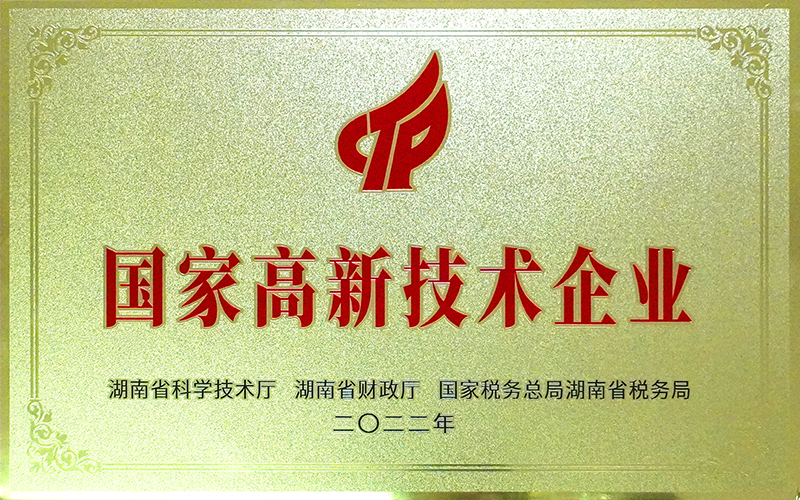 国家高新技术企业
湖南省科学技术厅 湖南省财政厅 国家税务总局湖南省税务局
二〇二二年